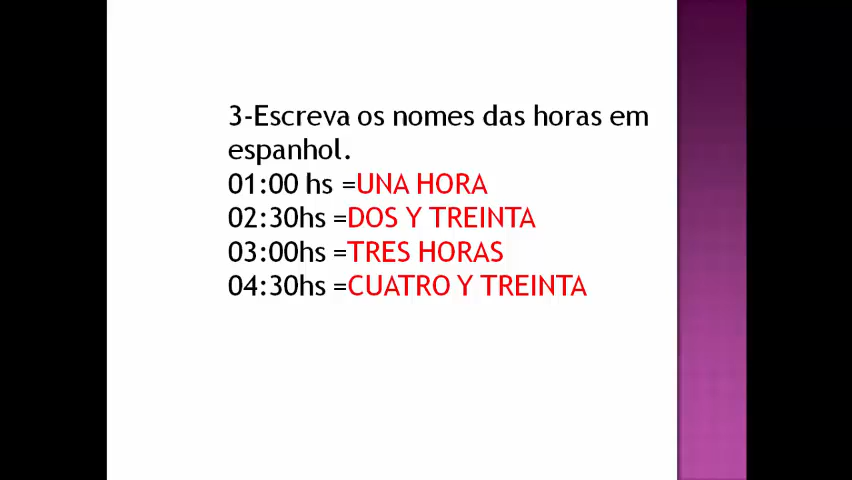 3-Escreva os nomes das horas em
espanhol.
01:00 hs =UNA HORA
02:30hs =DOS Y TREINTA
03:00hs =TRES HORAS
04:30hs =CUATRO Y TREINTA